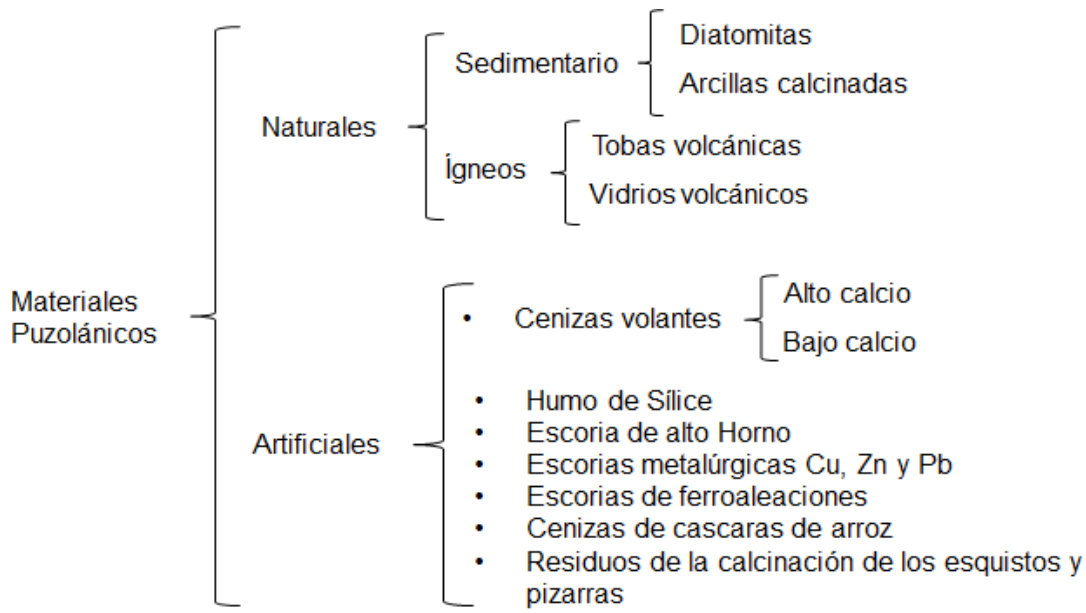 Materiales
Puzolánicos
Naturales
Sedimentario
Diatomitas
Arcillas calcinadas
Ígneos
Tobas volcánicas
Vidrios volcánicos
Artificiales
• Cenizas volantes
Alto calcio
Bajo calcio
• Humo de Sílice
• Escoria de alto Horno
• Escorias metalúrgicas Cu, Zn y Pb
• Escorias de ferroaleaciones
• Cenizas de cascaras de arroz
• Residuos de la calcinación de los esquistos y
pizarras